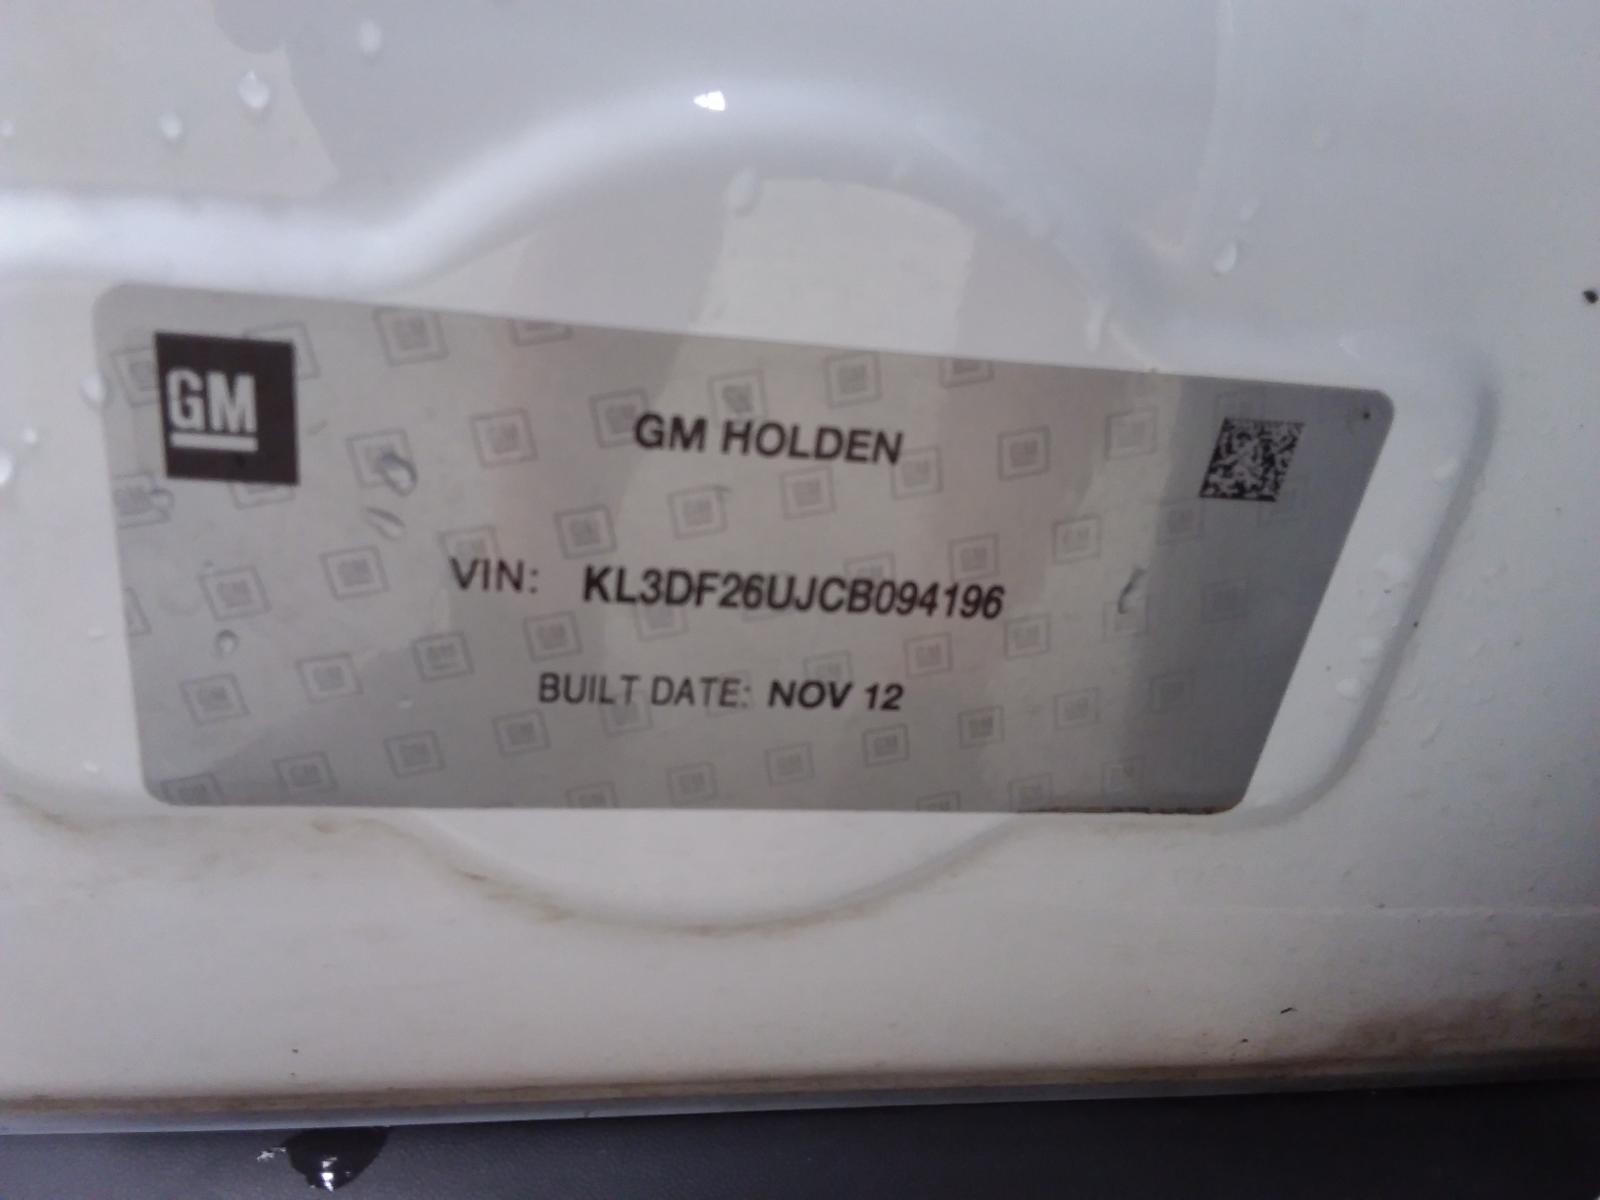 GM
GM HOLDEN
VIN: KL3DF26UJCB094196
BUILT DATE: NOV 12